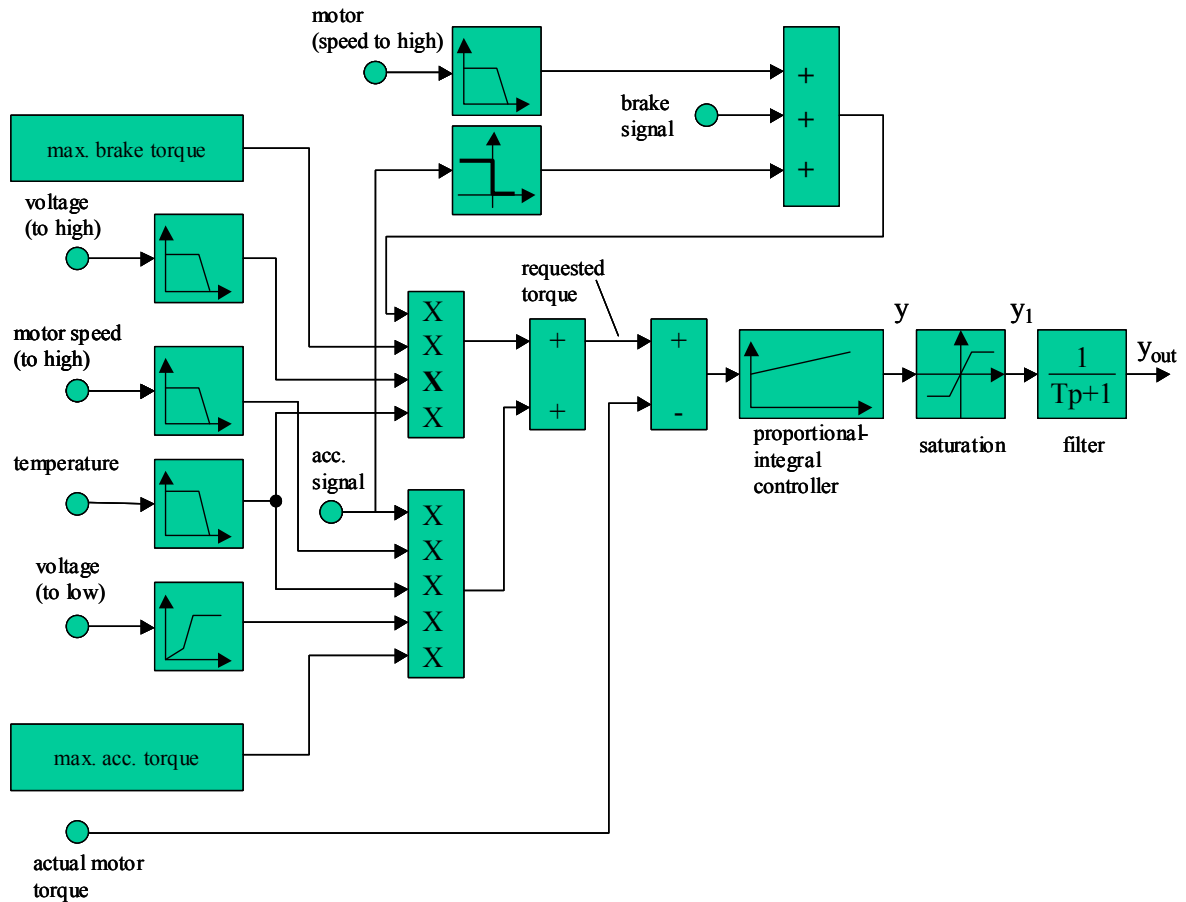 motor
(speed to high)
+
brake
signal
+
+
max. brake torque
voltage
(to high)
requested
torque
X
X
X
X
+
+
+
-
y
y1
yout
1
Tp+1
motor speed
(to high)
proportional-
integral
controller
saturation
filter
temperature
acc.
signal
X
X
X
X
X
voltage
(to low)
max. acc. torque
actual motor
torque